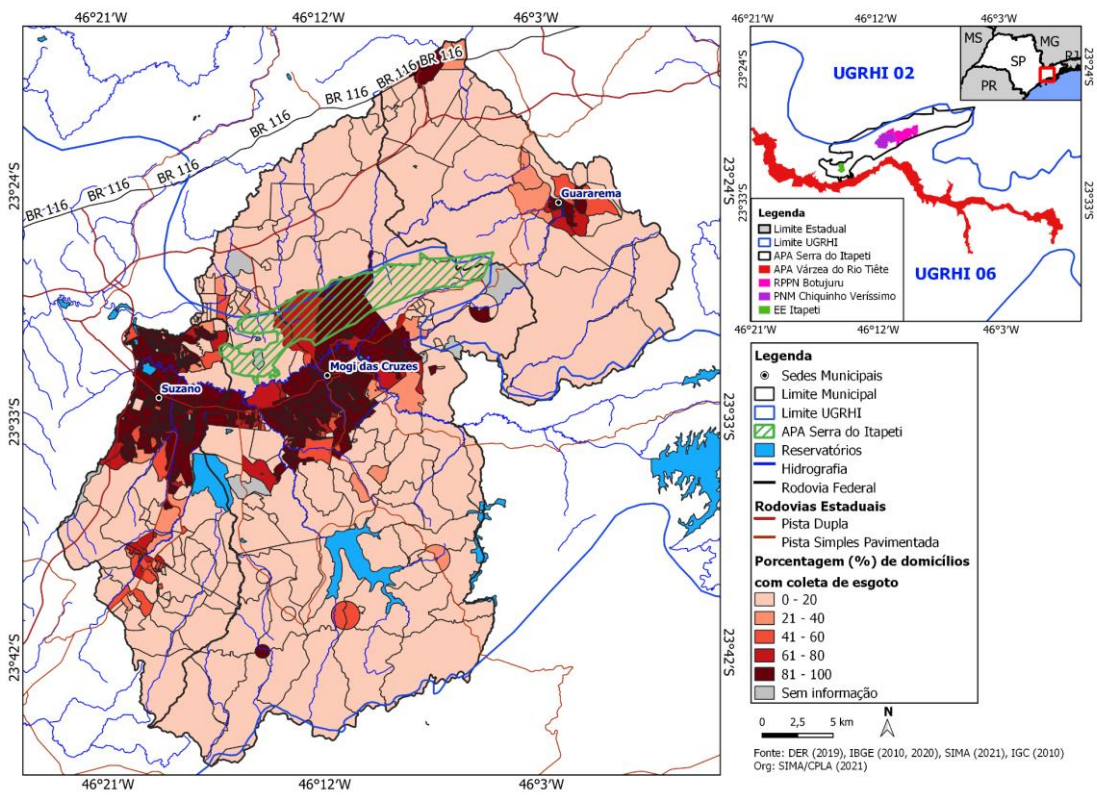 46°21'W 46°12'W 46°3'W
BR 116 BR 116 BR 116 BR 116 BR 116 BR 116 BR 116
23°24'S
23°24'S
Guararema
Mogi das Cruzes
Suzano
23°33'S
23°33'S
23°42'S
23°42'S
46°21'W 46°12'W 46°3'W
46°21'W 46°12'W 46°3'W
23°24'S
23°24'S
MS
MG
SP
RJ
PR
UGRHI 02
23°33'S
23°33'S
UGRHI 06
Legenda
Limite Estadual
Limite UGRHI
APA Serra do Itapeti
APA Várzea do Rio Tiête
RPPN Botujuru
PNM Chiquinho Veríssimo
EE Itapeti
46°21'W 46°12'W 46°3'W
Legenda
Sedes Municipais
Limite Municipal
Limite UGRHI
APA Serra do Itapeti
Reservatórios
Hidrografia
Rodovia Federal
Rodovias Estaduais
Pista Dupla
Pista Simples Pavimentada
Porcentagem (%) de domicílios
com coleta de esgoto
0 - 20
21 - 40
41 - 60
61 - 80
81 - 100
Sem informação
0 2,5 5 km
N
Fonte: DER (2019), IBGE (2010, 2020), SIMA (2021), IGC (2010)
Org: SIMA/CPLA (2021)